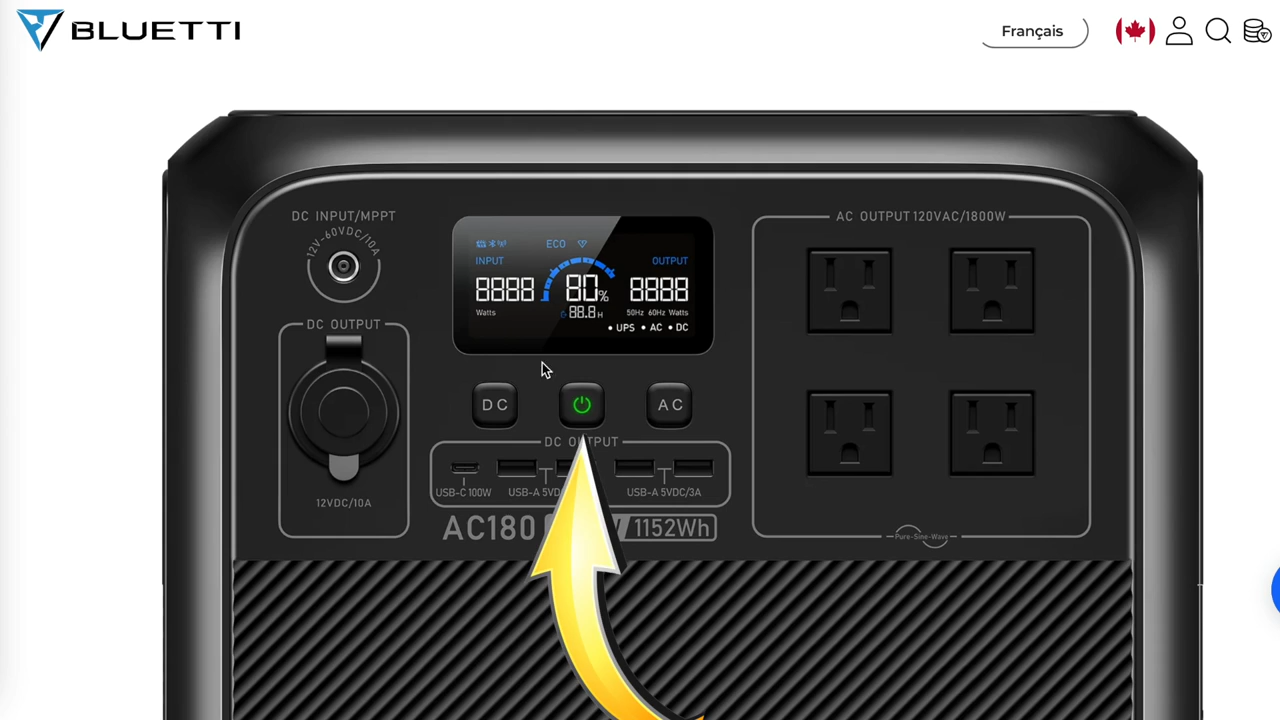 BLUETTI
Français
DC INPUT/MPPT
12V-60VDC/10A
DC OUTPUT
12VDC/10A
ECO
INPUT
OUTPUT
8888
80%
8888
Watts
88.8H
50Hz 60Hz Watts
• UPS • AC • DC
DC
AC
DC OUTPUT
USB-C 100W
USB-A 5VD
USB-A 5VDC/3A
AC180
1152Wh
AC OUTPUT 120VAC/1800W
Pure-Sine-Wave